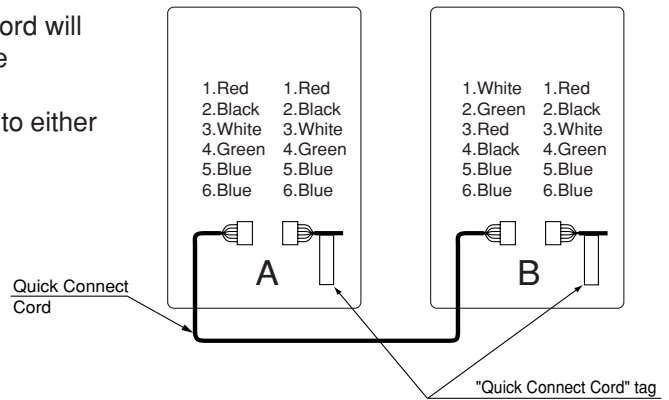 ord will
e
to either
1.Red 1.Red
2.Black 2.Black
3.White 3.White
4.Green 4.Green
5.Blue 5.Blue
6.Blue 6.Blue
1.White 1.Red
2.Green 2.Black
3.Red 3.White
4.Black 4.Green
5.Blue 5.Blue
6.Blue 6.Blue
A
B
Quick Connect
Cord
"Quick Connect Cord" tag